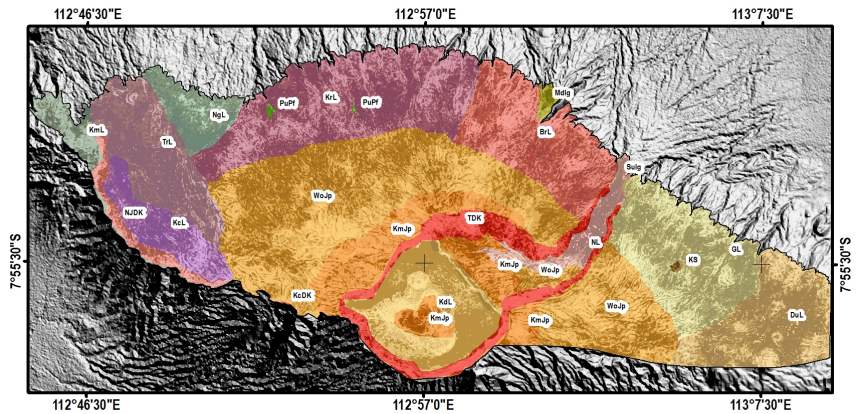 112°46'30"E 112°57'0"E 113°7'30"E
Mdlg
PuPf KrL PuPf
NgL
KmL BrL
TrL
Sulg
WoJp
NJDK TDK
KcL KmJp NL GL
7°55'30"S KmJp WoJp KS 7°55'30"S
KcDK KdL WoJp
KmJp KmJp DuL
112°46'30"E 112°57'0"E 113°7'30"E